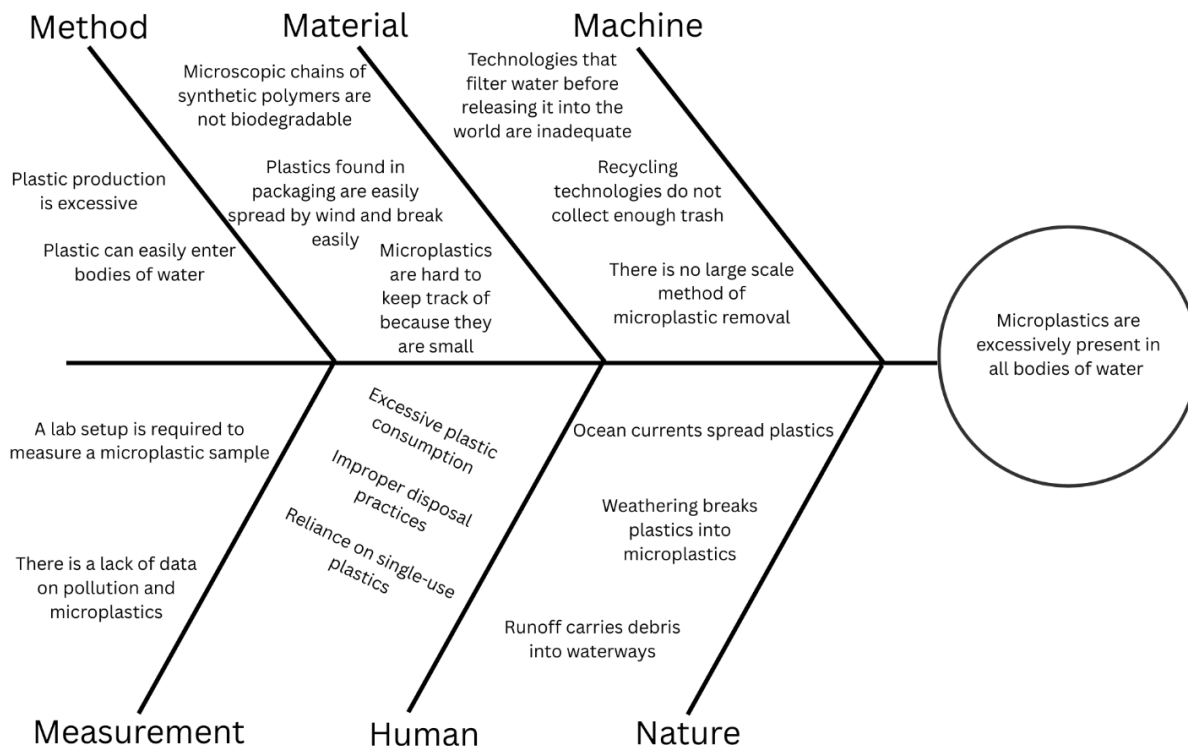 Method
Material
Machine
Microscopic chains of
synthetic polymers are
not biodegradable
Technologies that
filter water before
releasing it into the
world are inadequate
Plastic production
is excessive
Plastics found in
packaging are easily
spread by wind and break
easily
Recycling
technologies do not
collect enough trash
Plastic can easily enter
bodies of water
Microplastics
are hard to
keep track of
because they
are small
There is no large scale
method of
microplastic removal
Microplastics are
excessively present in
all bodies of water
A lab setup is required to
measure a microplastic sample
Excessive plastic
consumption
Ocean currents spread plastics
Improper disposal
practices
Weathering breaks
plastics into
microplastics
There is a lack of data
on pollution and
microplastics
Reliance on single-use
plastics
Runoff carries debris
into waterways
Measurement
Human
Nature